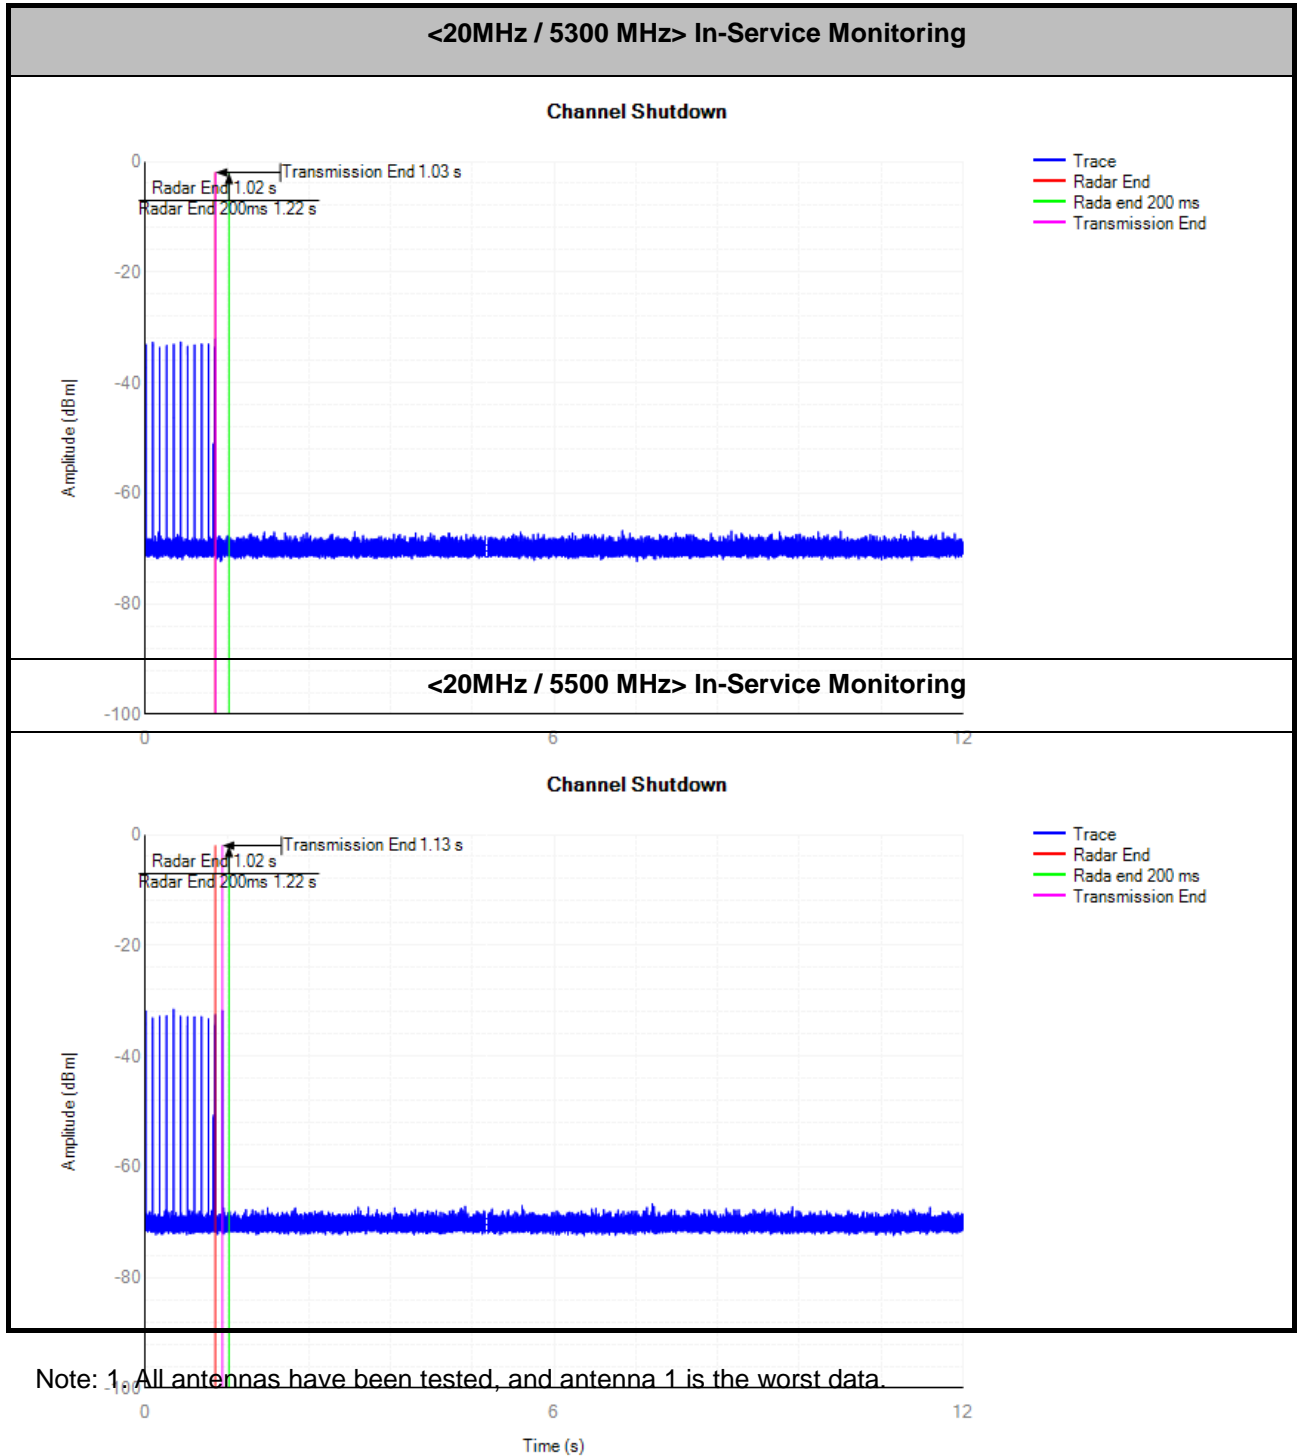 <20MHz / 5300 MHz> In-Service Monitoring
Channel Shutdown
0
Transmission End 1.03 s
Radar End 1.02 s
Radar End 200ms 1.22 s
Trace
Radar End
Rada end 200 ms
Transmission End
-20
-40
Amplitude (dBm)
-60
-80
<20MHz / 5500 MHz> In-Service Monitoring
-100
0
6
12
Channel Shutdown
0
Transmission End 1.13 s
Radar End 1.02 s
Radar End 200ms 1.22 s
Trace
Radar End
Rada end 200 ms
Transmission End
-20
-40
Amplitude (dBm)
-60
-80
Note: 1. All antennas have been tested, and antenna 1 is the worst data.
-100
0
6
12
Time (s)